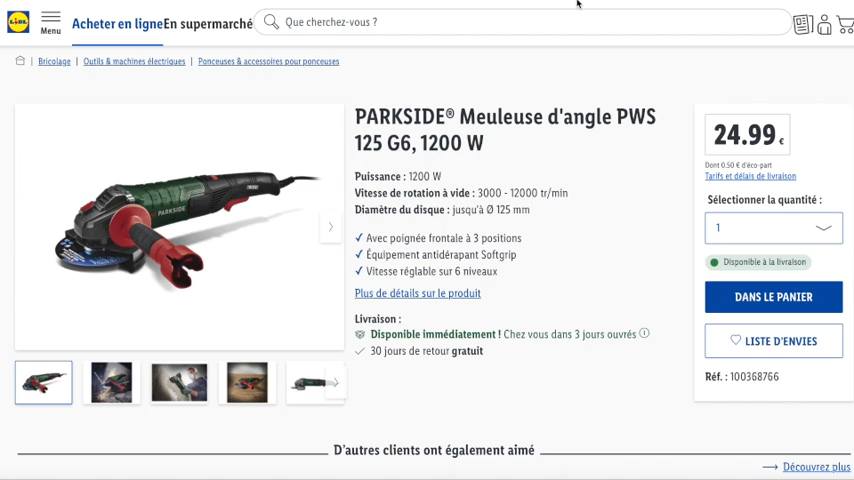 LIDL
Menu
Acheter en ligne
En supermarché
Que cherchez-vous ?
| Bricolage | Outils & machines électriques | Ponceuses & accessoires pour ponceuses
PARKSIDE
PARKSIDE® Meuleuse d'angle PWS
125 G6, 1200 W
Puissance : 1200 W
Vitesse de rotation à vide : 3000 - 12000 tr/min
Diamètre du disque : jusqu'à Ø 125 mm
✓ Avec poignée frontale à 3 positions
✓ Équipement antidérapant Softgrip
✓ Vitesse réglable sur 6 niveaux
Plus de détails sur le produit
Livraison :
Disponible immédiatement ! Chez vous dans 3 jours ouvrés
30 jours de retour gratuit
24.99 €
Dont 0.50 € d'éco-part
Tarifs et délais de livraison
Sélectionner la quantité :
1
Disponible à la livraison
DANS LE PANIER
LISTE D'ENVIES
Réf. : 100368766
D'autres clients ont également aimé
Découvrez plus